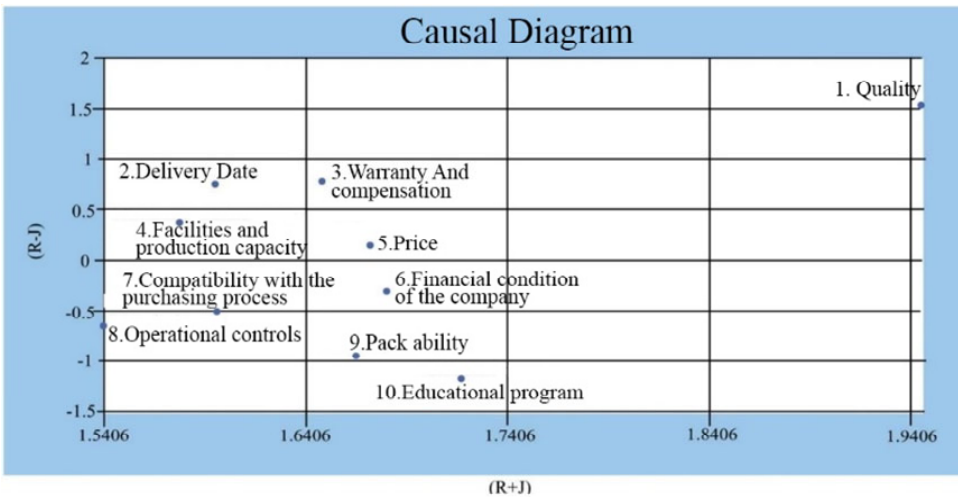 Causal Diagram
2
1.5
1
0.5
0
-0.5
-1
-1.5
(R-J)
1. Quality
2.Delivery Date
3.Warranty And
compensation
4.Facilities and
production capacity
5.Price
6.Financial condition
of the company
7.Compatibility with the
purchasing process
8.Operational controls
9.Pack ability
10.Educational program
1.5406
1.6406
1.7406
1.8406
1.9406
(R+J)